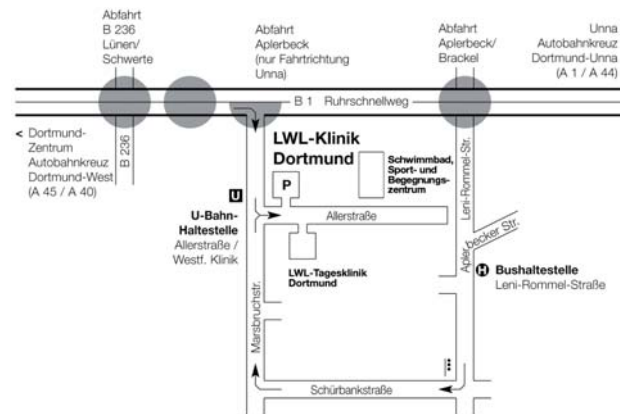 Abfahrt
B 236
Lünen/
Schwerte
Abfahrt
Aplerbeck
(nur Fahrtrichtung
Unna)
Abfahrt
Aplerbeck/
Brackel
Unna
Autobahnkreuz
Dortmund-Unna
(A 1 / A 44)
B 1 Ruhrschnellweg
< Dortmund-
Zentrum
Autobahnkreuz
Dortmund-West
(A 45 / A 40)
B 236
LWL-Klinik
Dortmund
P
Schwimmbad,
Sport- und
Begegnungs-
zentrum
Leni-Rommel-Str.
U
U-Bahn-
Haltestelle
Allerstraße /
Westf. Klinik
Allerstraße
Aplerbecker Str.
LWL-Tagesklinik
Dortmund
H Bushaltestelle
Leni-Rommel-Straße
Marsbruchstr.
Schürbankstraße